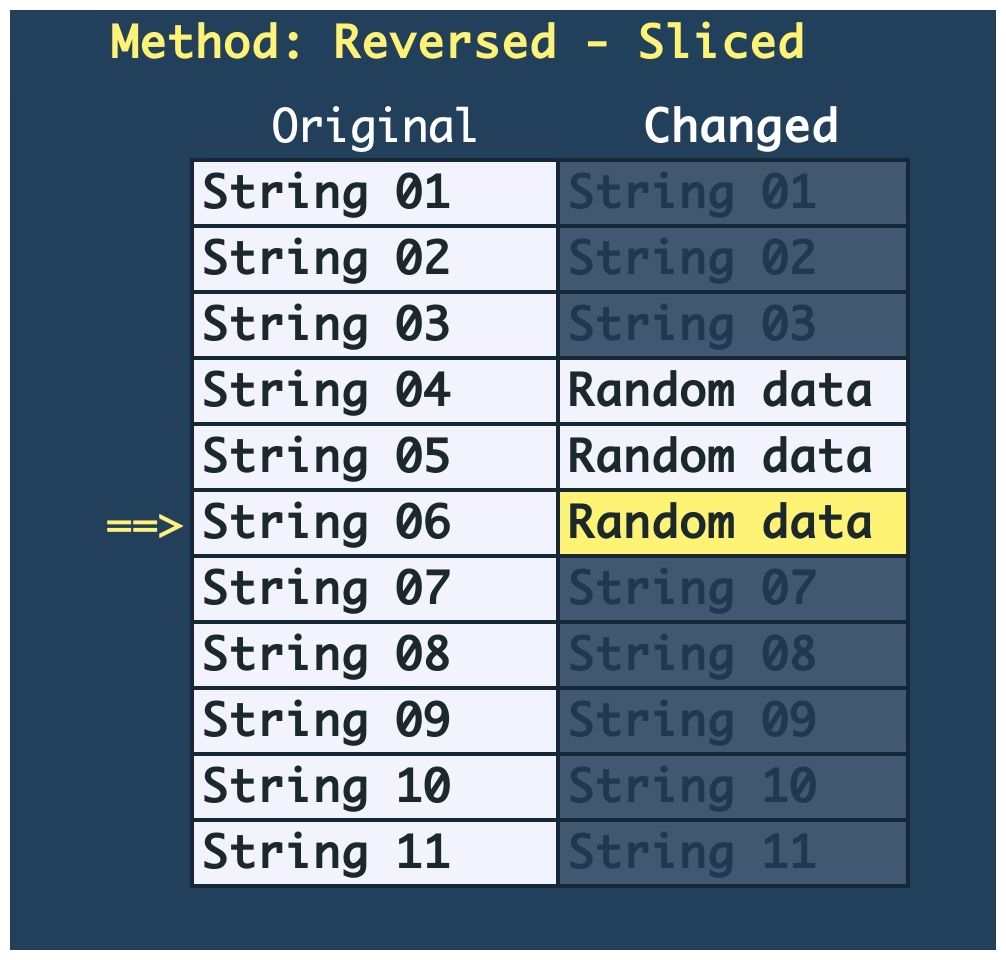 Method: Reversed - Sliced
Original Changed
String 01 String 01
String 02 String 02
String 03 String 03
String 04 Random data
String 05 Random data
==> String 06 Random data
String 07 String 07
String 08 String 08
String 09 String 09
String 10 String 10
String 11 String 11